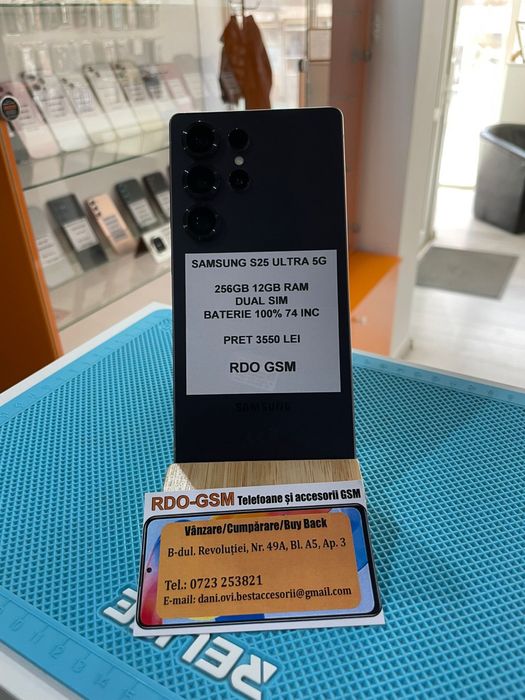 SAMSUNG S25 ULTRA 5G
256GB 12GB RAM
DUAL SIM
BATERIE 100% 74 INC
PRET 3550 LEI
RDO GSM
SAMSUNG
RDO-GSM Telefoane și accesorii GSM
Vânzare/Cumpărare/Buy Back
B-dul. Revoluției, Nr. 49A, Bl. A5, Ap. 3
Tel.: 0723 253821
E-mail: dani.ovi.bestaccesorii@gmail.com